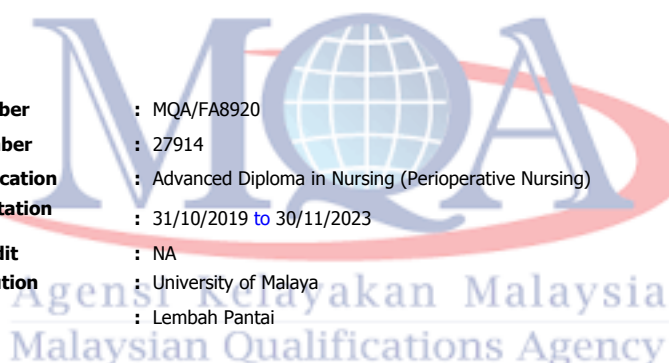 MQA
ber : MQA/FA8920
ber : 27914
cation : Advanced Diploma in Nursing (Perioperative Nursing)
tation : 31/10/2019 to 30/11/2023
dit : NA
ution : University of Malaya
: Lembah Pantai
Agensi Kelayakan Malaysia
Malaysian Qualifications Agency